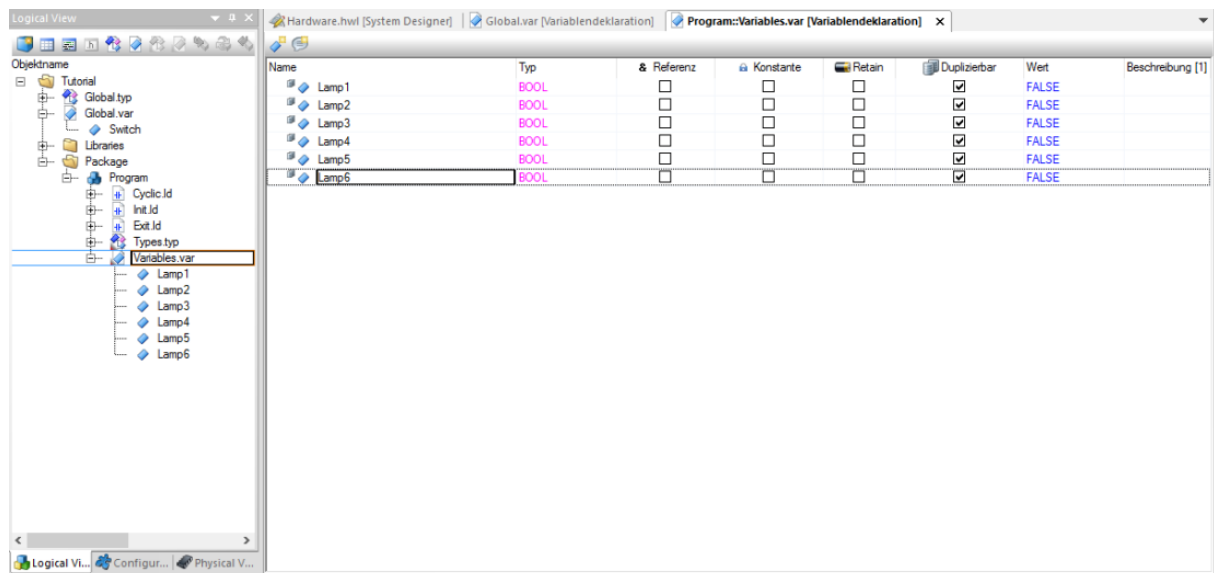 Logical View
Hardware.hwl [System Designer] Global.var [Variablendeklaration] Program::Variables.var [Variablendeklaration] x
Objektname
Tutorial
Global.typ
Global.var
Switch
Libraries
Package
Program
Cyclic.ld
Init.ld
Exit.ld
Types.typ
Variables.var
Lamp1
Lamp2
Lamp3
Lamp4
Lamp5
Lamp6
Logical Vi... Configur... Physical V...
Name Typ & Referenz Konstante Retain Duplizierbar Wert Beschreibung [1]
Lamp1 BOOL FALSE
Lamp2 BOOL FALSE
Lamp3 BOOL FALSE
Lamp4 BOOL FALSE
Lamp5 BOOL FALSE
Lamp6 BOOL FALSE